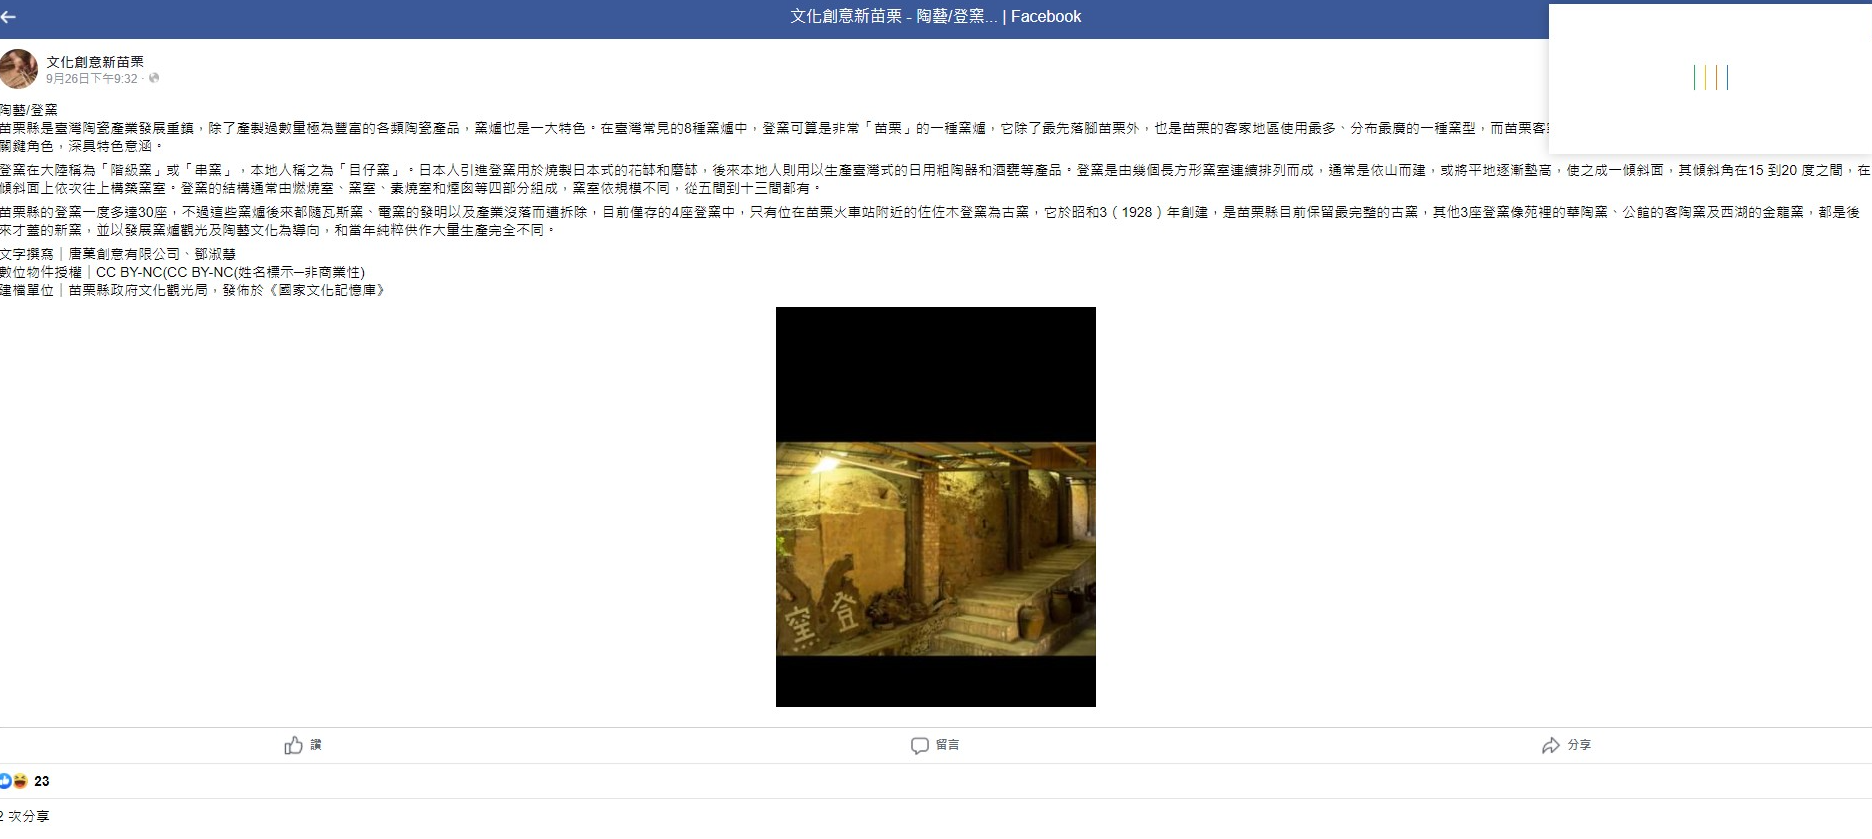 文化創意新苗栗 - 陶藝/登窯... | Facebook
文化創意新苗栗
9月26日下午9:32 ·
陶藝/登窯
苗栗縣是臺灣陶瓷產業發展重鎮，除了產製過數量極為豐富的各類陶瓷產品，窯爐也是一大特色。在臺灣常見的8種窯爐中，登窯可算是非常「苗栗」的一種窯爐，它除了最先落腳苗栗外，也是苗栗的客家地區使用最多、分布最廣的一種窯型，而苗栗客
關鍵角色，深具特色意涵。
登窯在大陸稱為「階級窯」或「串窯」，本地人稱之為「目仔窯」。日本人引進登窯用於燒製日本式的花缽和磨缽，後來本地人則用以生產臺灣式的日用粗陶器和酒甕等產品。登窯是由幾個長方形窯室連續排列而成，通常是依山而建，或將平地逐漸墊高，使之成一傾斜面，其傾斜角在15 到20 度之間，在
傾斜面上依次往上構築窯室。登窯的結構通常由燃燒室、窯室、素燒室和煙囪等四部分組成，窯室依規模不同，從五間到十三間都有。
苗栗縣的登窯一度多達30座，不過這些窯爐後來都隨瓦斯窯、電窯的發明以及產業沒落而遭拆除，目前僅存的4座登窯中，只有位在苗栗火車站附近的佐佐木登窯為古窯，它於昭和3（1928）年創建，是苗栗縣目前保留最完整的古窯，其他3座登窯像苑裡的華陶窯、公館的客陶窯及西湖的金龍窯，都是後
來才蓋的新窯，並以發展窯爐觀光及陶藝文化為導向，和當年純粹供作大量生產完全不同。
文字撰寫｜唐菓創意有限公司、鄧淑慧
數位物件授權｜CC BY-NC(CC BY-NC(姓名標示─非商業性)
建檔單位｜苗栗縣政府文化觀光局，發佈於《國家文化記憶庫》
登窯
讚
留言
分享
23
2 次分享